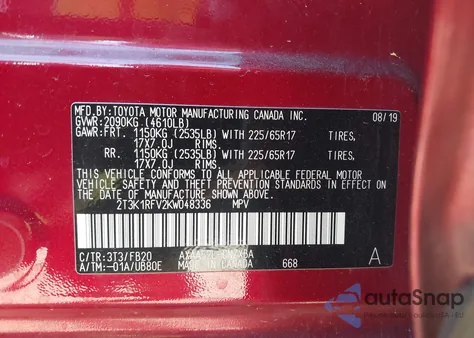 MFD.BY:TOYOTA MOTOR MANUFACTURING CANADA INC.
08/19
GVWR:2090KG (4610LB)
GAWR:FRT. 1150KG (2535LB) WITH 225/65R17 TIRES,
17X7.0J RIMS.
RR. 1150KG (2535LB) WITH 225/65R17 TIRES,
17X7.0J RIMS.
THIS VEHICLE CONFORMS TO ALL APPLICABLE FEDERAL MOTOR
VEHICLE SAFETY AND THEFT PREVENTION STANDARDS IN EFFECT
ON THE DATE OF MANUFACTURE SHOWN ABOVE.
2T3K1RFV2KW048336 MPV
C/TR:3T3/FB20
A/TM:-01A/UB80E
MADE IN CANADA
668
A
autaSnap